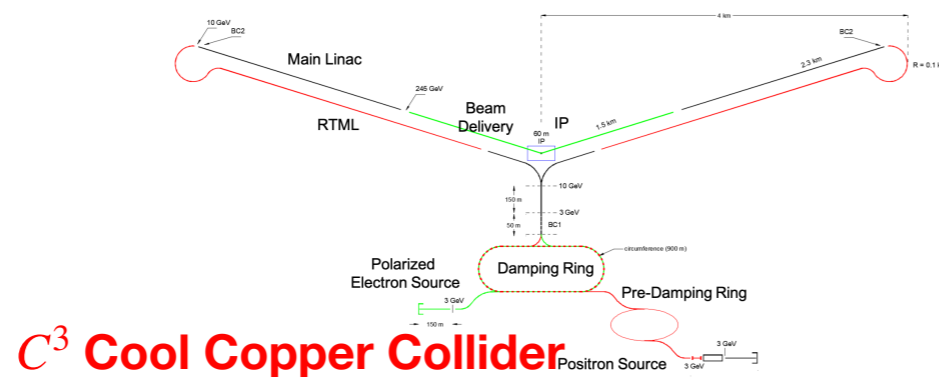 4 km
10 GeV
BC2
BC2
Main Linac
2.3 km
R = 0.1
246 GeV
RTML
Beam
Delivery
IP
1.5 km
60 m
IP
10 GeV
150 m
3 GeV
50 m
BC1
circumference (900 m)
Polarized
Electron Source
Damping Ring
Pre-Damping Ring
3 GeV
150 m
C³ Cool Copper Collider
Positron Source
3 GeV
3 GeV